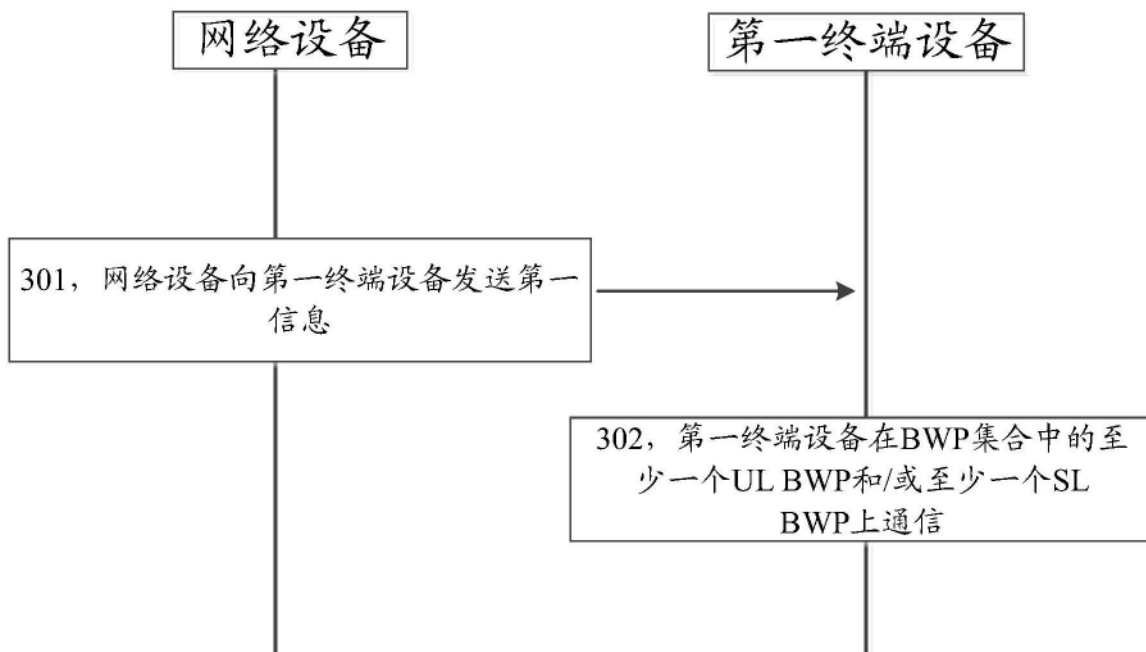 网络设备
第一终端设备
301，网络设备向第一终端设备发送第一
信息
302，第一终端设备在BWP集合中的至
少一个UL BWP和/或至少一个SL
BWP上通信